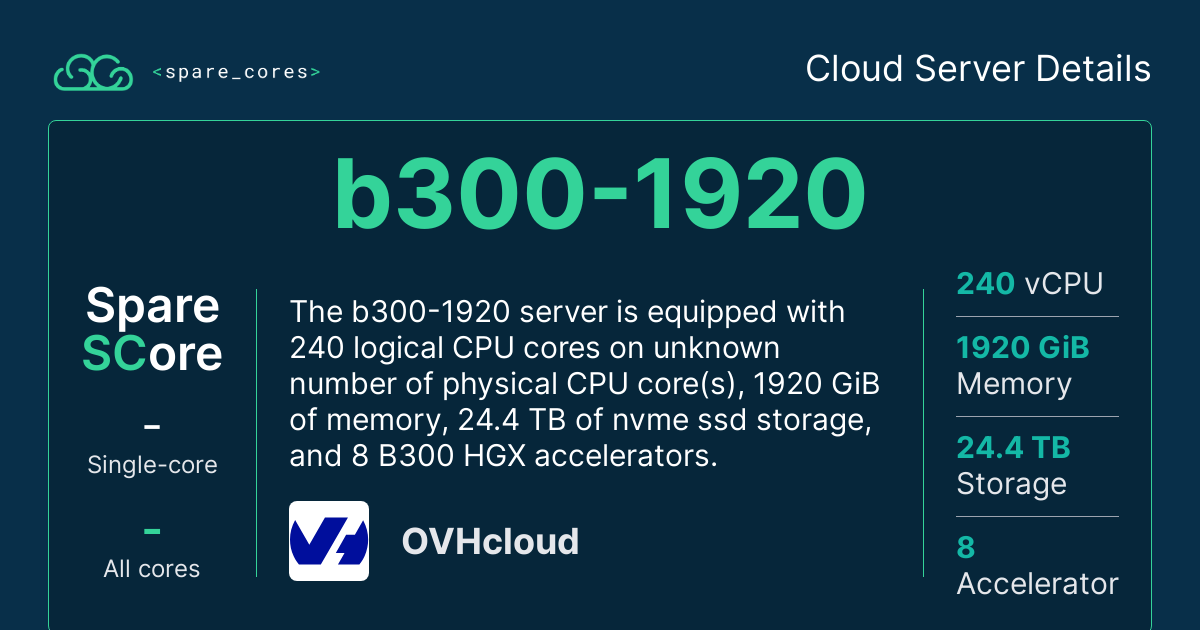 <spare_cores>
Cloud Server Details
b300-1920
Spare
SCore
-
Single-core
-
All cores
The b300-1920 server is equipped with
240 logical CPU cores on unknown
number of physical CPU core(s), 1920 GiB
of memory, 24.4 TB of nvme ssd storage,
and 8 B300 HGX accelerators.
OVHcloud
240 vCPU
1920 GiB
Memory
24.4 TB
Storage
8
Accelerator